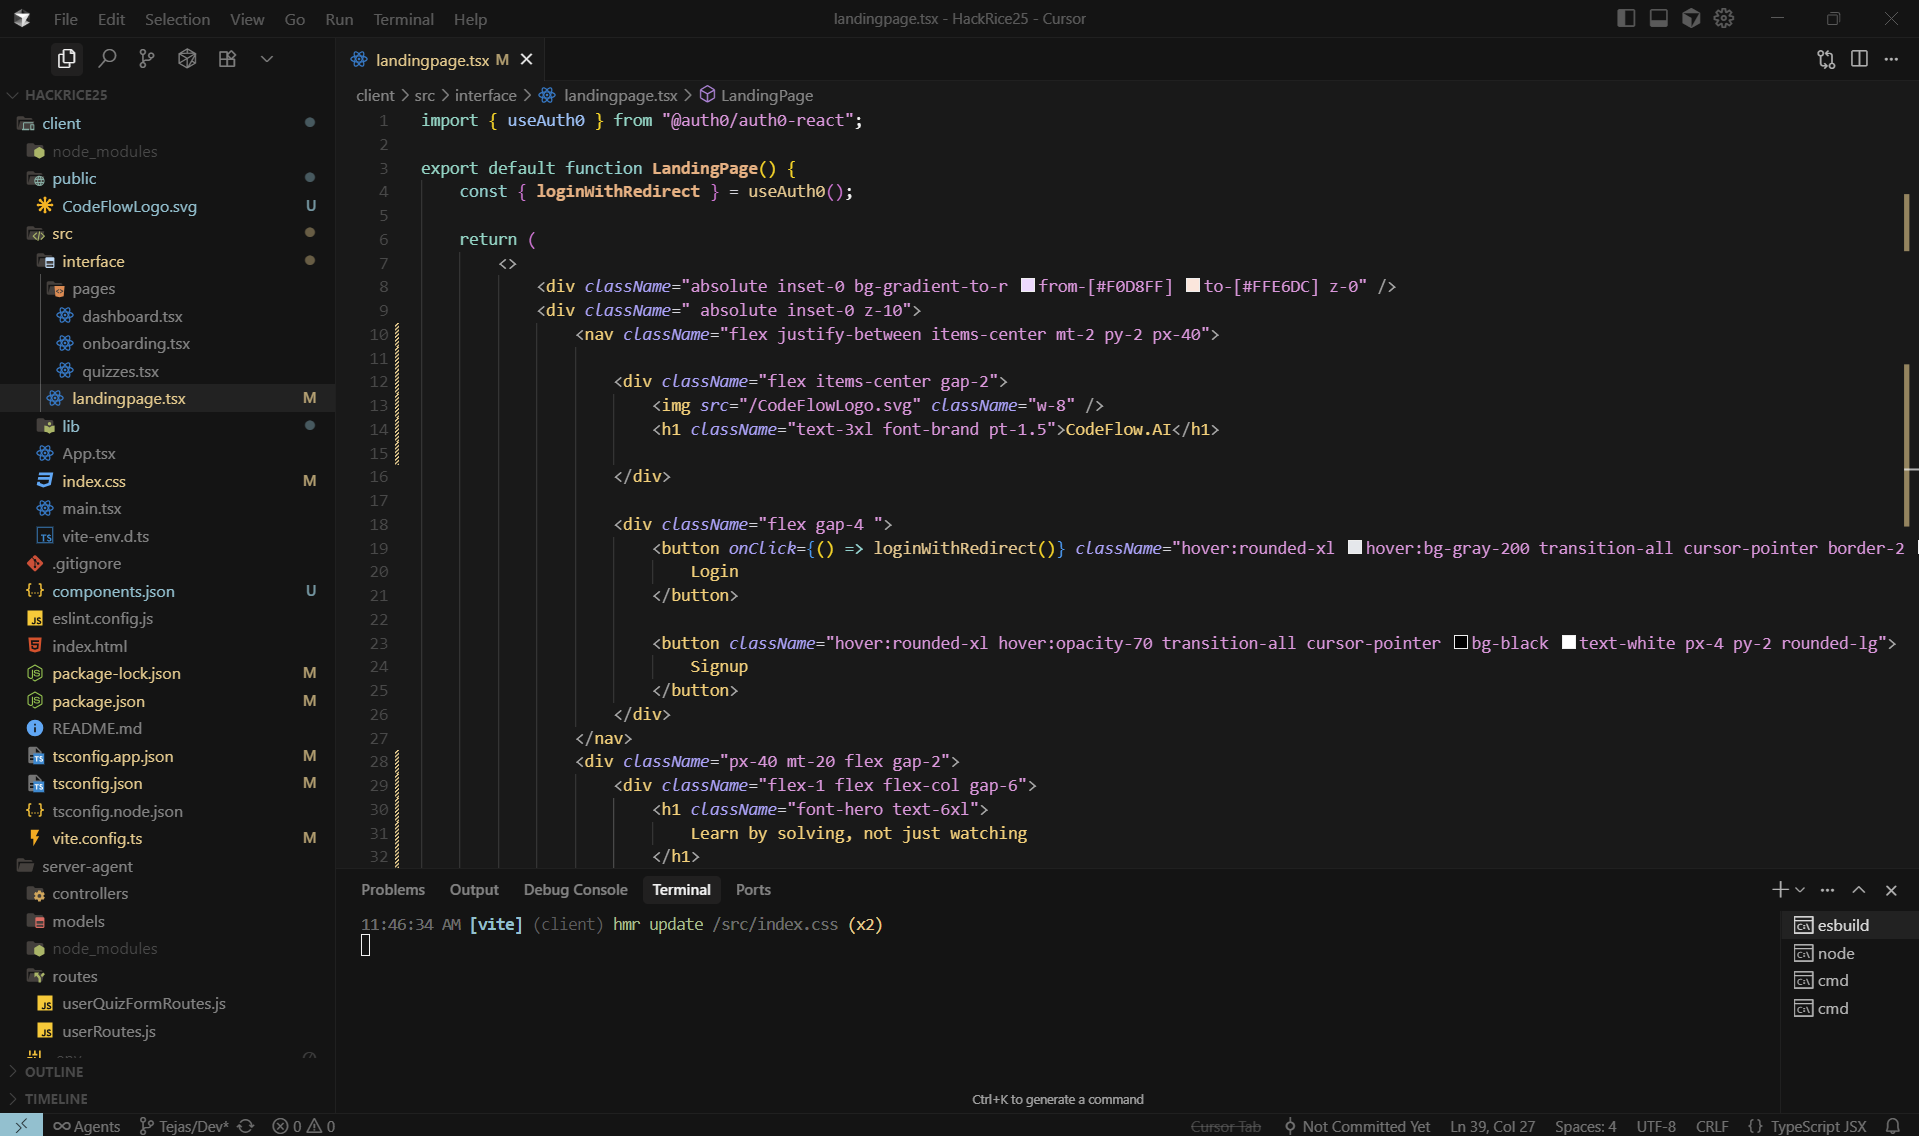 File Edit Selection View Go Run Terminal Help
landingpage.tsx - HackRice25 - Cursor
HACKRICE25
client
node_modules
public
CodeFlowLogo.svg U
src
interface
pages
dashboard.tsx
onboarding.tsx
quizzes.tsx
landingpage.tsx M
lib
App.tsx
index.css M
main.tsx
vite-env.d.ts
.gitignore
components.json U
eslint.config.js
index.html
package-lock.json M
package.json M
README.md
tsconfig.app.json M
tsconfig.json M
tsconfig.node.json
vite.config.ts M
server-agent
controllers
models
node_modules
routes
userQuizFormRoutes.js
userRoutes.js
OUTLINE
TIMELINE
landingpage.tsx M
client > src > interface > landingpage.tsx > LandingPage
1 import { useAuth0 } from "@auth0/auth0-react";
2
3 export default function LandingPage() {
4 const { loginWithRedirect } = useAuth0();
5
6 return (
7 <>
8 <div className="absolute inset-0 bg-gradient-to-r from-[#F0D8FF] to-[#FFE6DC] z-0" />
9 <div className=" absolute inset-0 z-10">
10 <nav className="flex justify-between items-center mt-2 py-2 px-40">
11
12 <div className="flex items-center gap-2">
13 <img src="/CodeFlowLogo.svg" className="w-8" />
14 <h1 className="text-3xl font-brand pt-1.5">CodeFlow.AI</h1>
15
16 </div>
17
18 <div className="flex gap-4 ">
19 <button onClick={() => loginWithRedirect()} className="hover:rounded-xl hover:bg-gray-200 transition-all cursor-pointer border-2
20 Login
21 </button>
22
23 <button className="hover:rounded-xl hover:opacity-70 transition-all cursor-pointer bg-black text-white px-4 py-2 rounded-lg">
24 Signup
25 </button>
26 </div>
27 </nav>
28 <div className="px-40 mt-20 flex gap-2">
29 <div className="flex-1 flex flex-col gap-6">
30 <h1 className="font-hero text-6xl">
31 Learn by solving, not just watching
32 </h1>
Problems Output Debug Console Terminal Ports
11:46:34 AM [vite] (client) hmr update /src/index.css (x2)
esbuild
node
cmd
cmd
Ctrl+K to generate a command
Agents Tejas/Dev* 0 0 Cursor Tab Not Committed Yet Ln 39, Col 27 Spaces: 4 UTF-8 CRLF {} TypeScript JSX